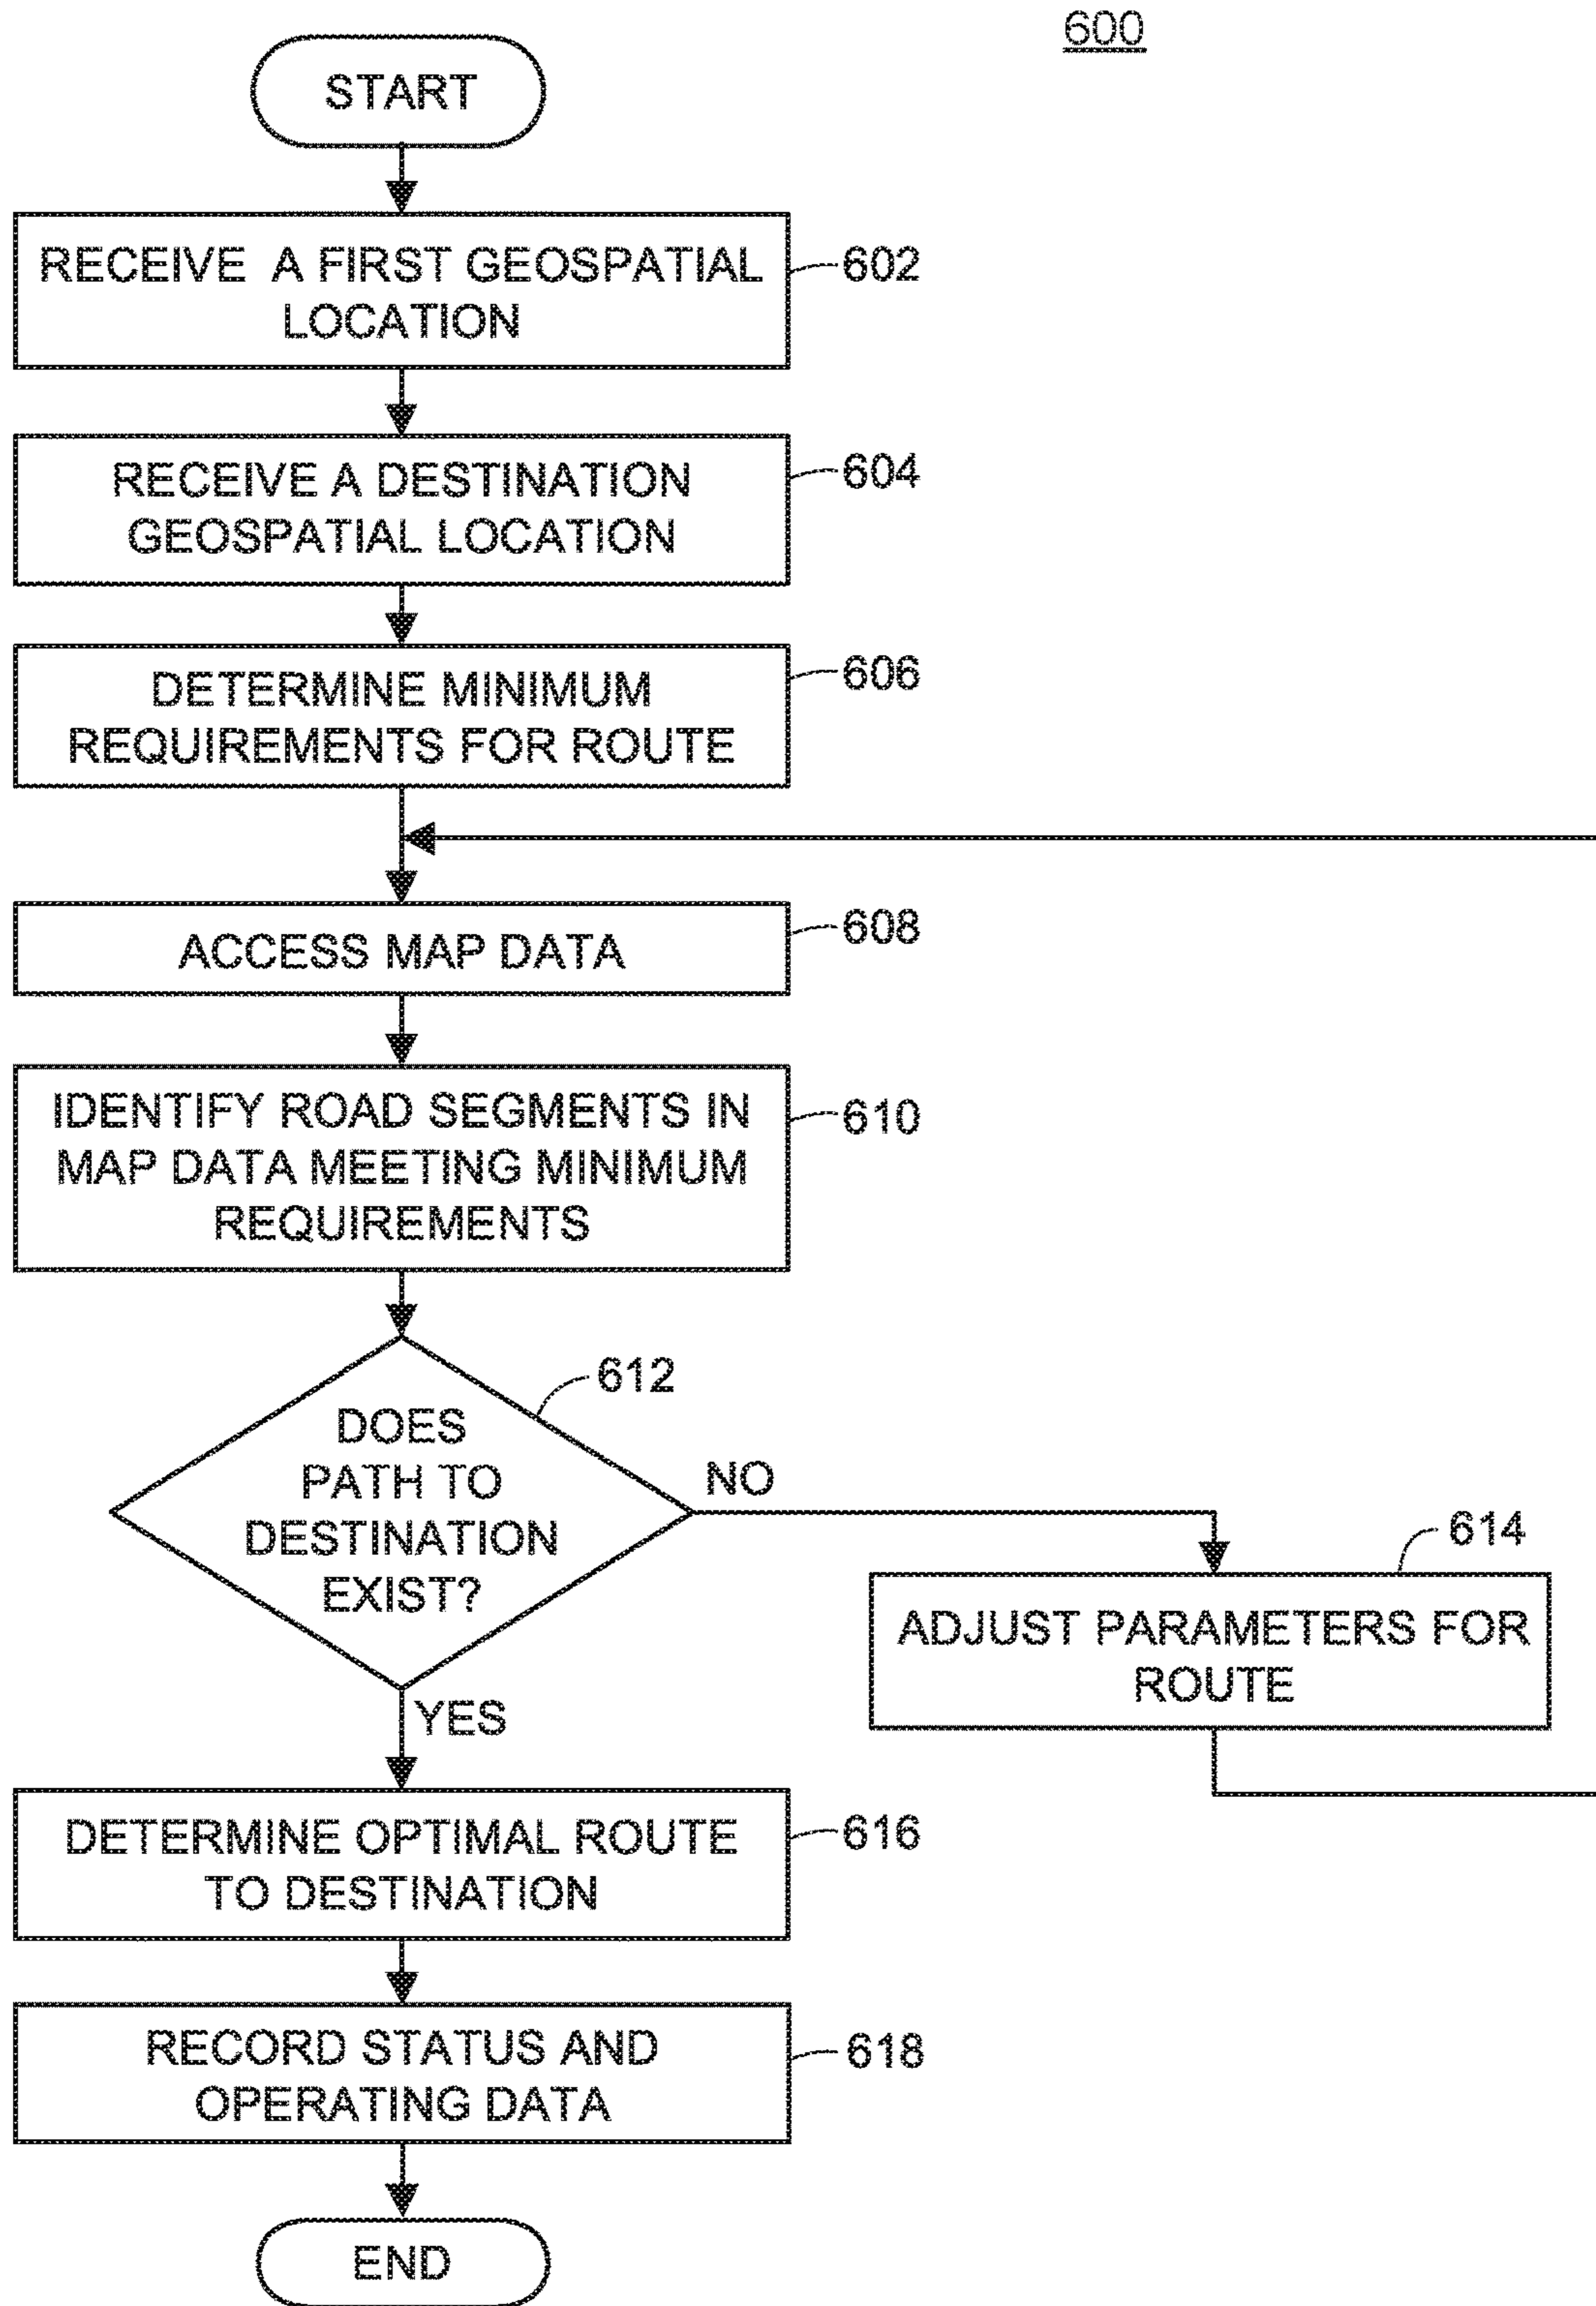 600
START
RECEIVE A FIRST GEOSPATIAL
LOCATION
602
RECEIVE A DESTINATION
GEOSPATIAL LOCATION
604
DETERMINE MINIMUM
REQUIREMENTS FOR ROUTE
606
ACCESS MAP DATA
608
IDENTIFY ROAD SEGMENTS IN
MAP DATA MEETING MINIMUM
REQUIREMENTS
610
DOES
PATH TO
DESTINATION
EXIST?
612
NO
ADJUST PARAMETERS FOR
ROUTE
614
YES
DETERMINE OPTIMAL ROUTE
TO DESTINATION
616
RECORD STATUS AND
OPERATING DATA
618
END